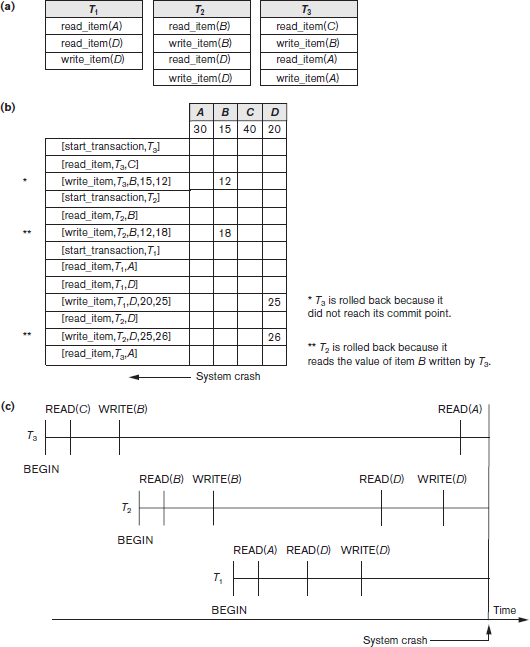 (a)
T1 T2 T3
read_item(A) read_item(B) read_item(C)
read_item(D) write_item(B) write_item(B)
write_item(D) read_item(D) read_item(A)
write_item(D) write_item(A)
(b)
A B C D
30 15 40 20
[start_transaction,T3]
[read_item,T3,C]
* [write_item,T3,B,15,12] 12
[start_transaction,T2]
[read_item,T2,B]
** [write_item,T2,B,12,18] 18
[start_transaction,T1]
[read_item,T1,A]
[read_item,T1,D]
[write_item,T1,D,20,25] 25
[read_item,T2,D]
** [write_item,T2,D,25,26] 26
[read_item,T3,A]
* T3 is rolled back because it
did not reach its commit point.
** T2 is rolled back because it
reads the value of item B written by T3.
System crash
(c)
READ(C) WRITE(B) READ(A)
T3
BEGIN
READ(B) WRITE(B) READ(D) WRITE(D)
T2
BEGIN
READ(A) READ(D) WRITE(D)
T1
BEGIN
Time
System crash